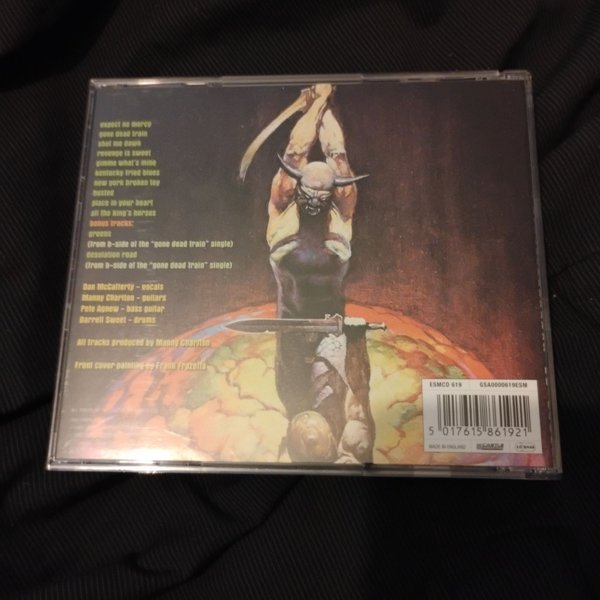 expect no mercy
gone dead train
shot me down
revenge is sweet
gimme what's mine
kentucky fried blues
new york broken toy
busted
place in your heart
all the king's horses
bonus tracks:
greens
(from b-side of the "gone dead train" single)
desolation road
(from b-side of the "gone dead train" single)
Dan McCafferty – vocals
Manny Charlton – guitars
Pete Agnew – bass guitar
Darrell Sweet – drums
All tracks produced by Manny Charlton
Front cover painting by Frank Frazetta
ESMCD 619 GSA0000619ESM
5 017615 861921
MADE IN ENGLAND